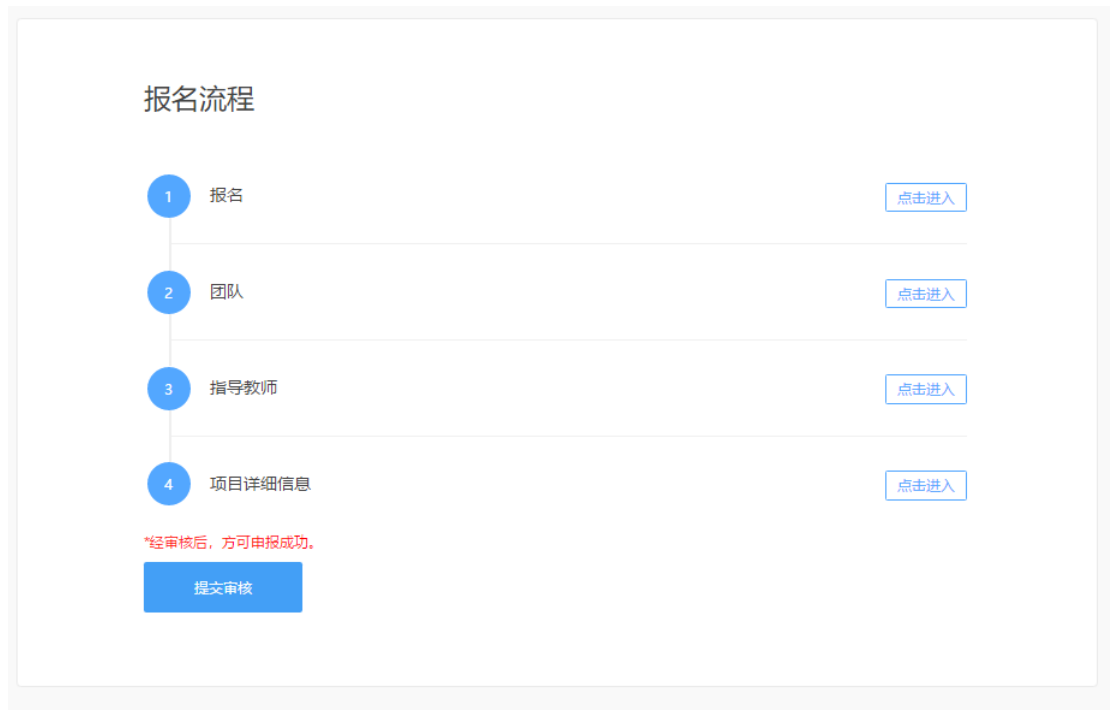 报名流程
1 报名 点击进入
2 团队 点击进入
3 指导教师 点击进入
4 项目详细信息 点击进入
*经审核后，方可申报成功。
提交审核